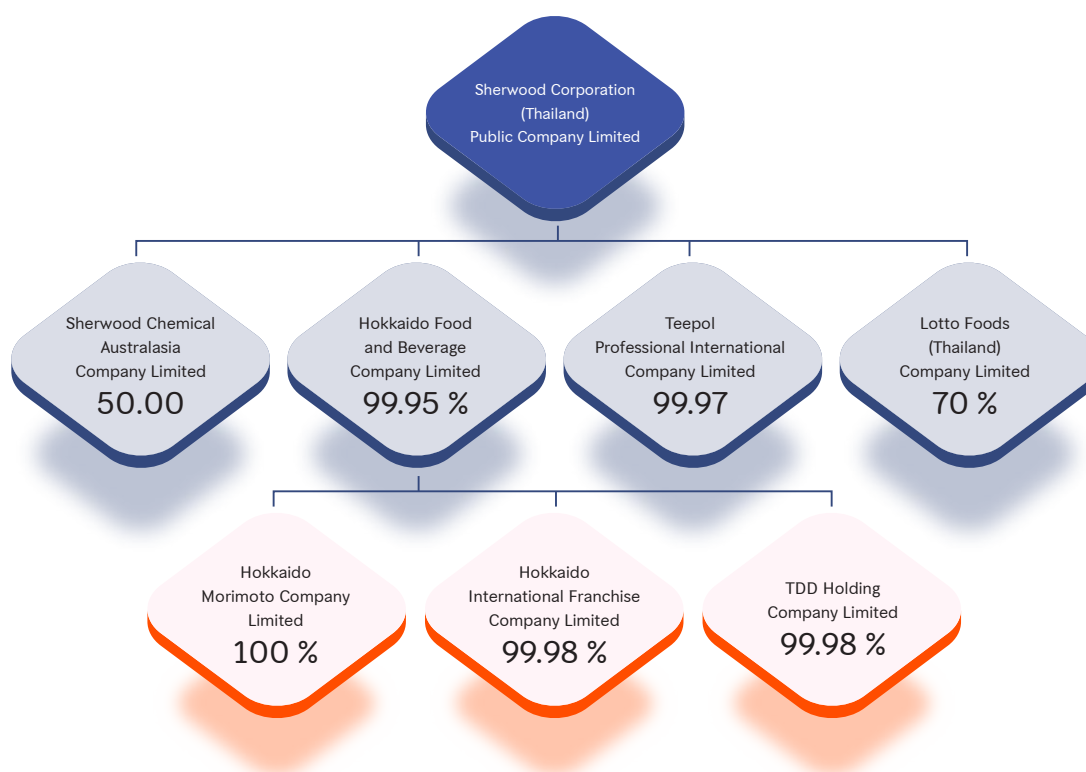 Sherwood Corporation
(Thailand)
Public Company Limited
Sherwood Chemical
Australasia
Company Limited
50.00
Hokkaido Food
and Beverage
Company Limited
99.95 %
Teepol
Professional International
Company Limited
99.97
Lotto Foods
(Thailand)
Company Limited
70 %
Hokkaido
Morimoto Company
Limited
100 %
Hokkaido
International Franchise
Company Limited
99.98 %
TDD Holding
Company Limited
99.98 %